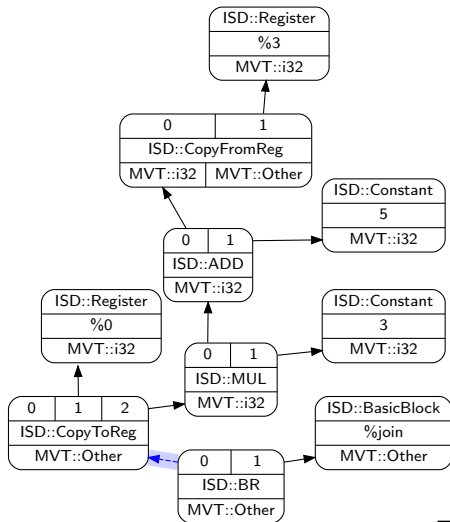 ISD::Register
%3
MVT::i32
0 1
ISD::CopyFromReg
MVT::i32 MVT::Other
0 1
ISD::ADD
MVT::i32
ISD::Constant
5
MVT::i32
ISD::Register
%0
MVT::i32
0 1
ISD::MUL
MVT::i32
ISD::Constant
3
MVT::i32
0 1 2
ISD::CopyToReg
MVT::Other
0 1
ISD::BR
MVT::Other
ISD::BasicBlock
%join
MVT::Other